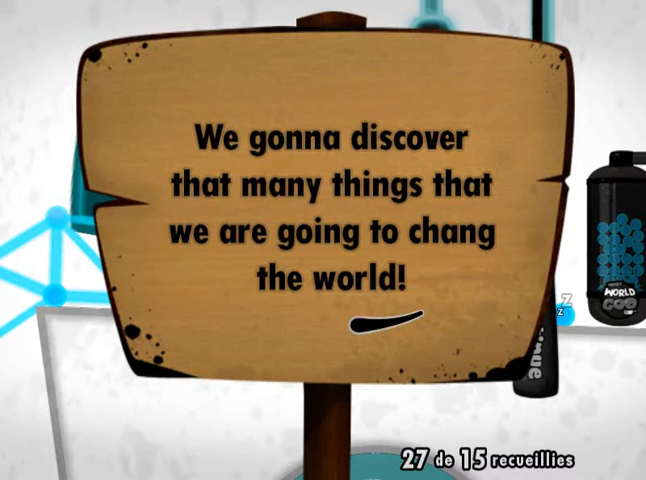 We gonna discover
that many things that
we are going to chang
the world!
WORLD
GOO
z
z
27 de 15 recueillies